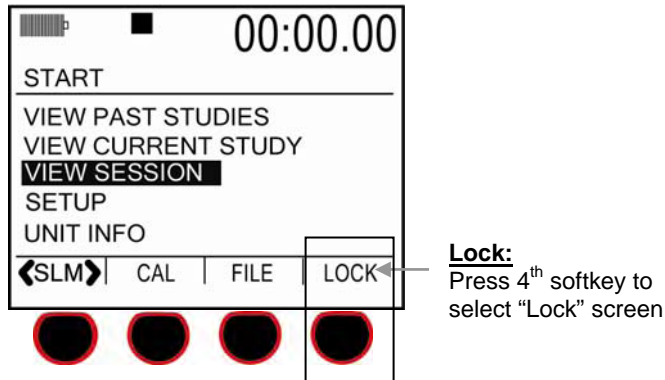 00:00.00
START
VIEW PAST STUDIES
VIEW CURRENT STUDY
VIEW SESSION
SETUP
UNIT INFO
❮SLM❯ | CAL | FILE | LOCK
Lock:
Press 4th softkey to
select “Lock” screen